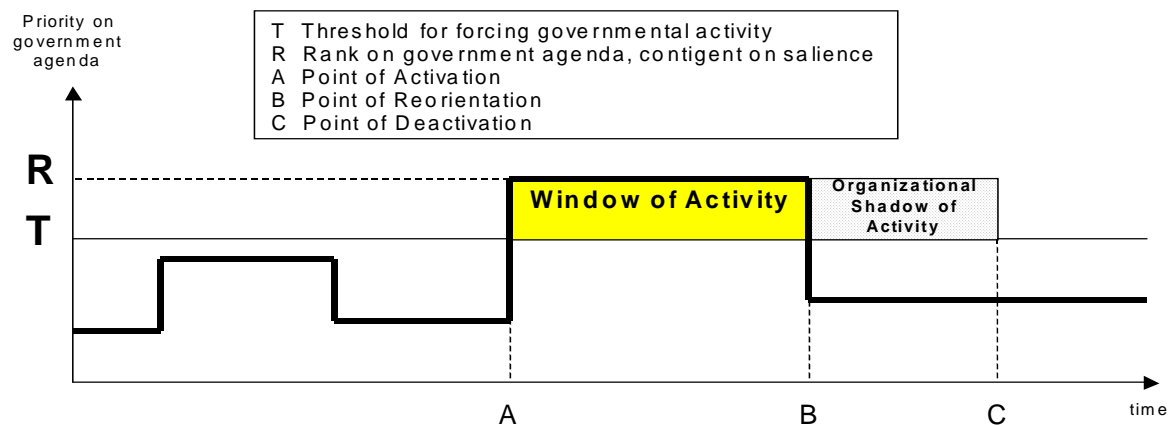 Priority on
government
agenda
T Threshold for forcing governmental activity
R Rank on government agenda, contigent on salience
A Point of Activation
B Point of Reorientation
C Point of Deactivation
R
T
Window of Activity
Organizational
Shadow of
Activity
A
B
C
time